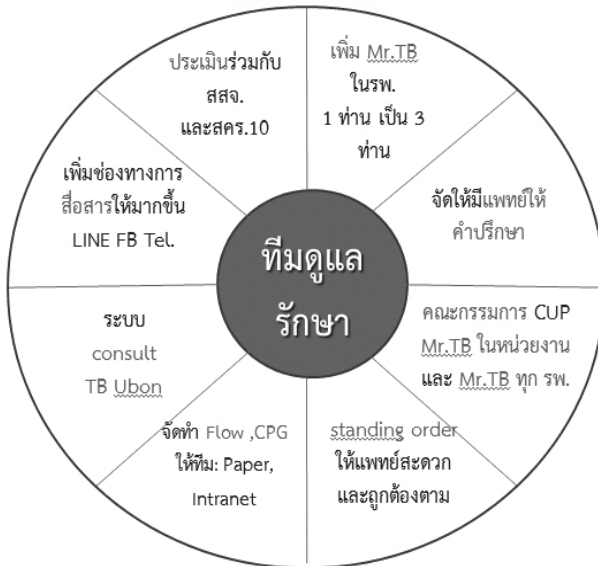 ทีมดูแล
รักษา
เพิ่ม Mr.TB
ในรพ.
1 ท่าน เป็น 3
ท่าน
จัดให้มีแพทย์ให้
คำปรึกษา
คณะกรรมการ CUP
Mr.TB ในหน่วยงาน
และ Mr.TB ทุก รพ.
standing order
ให้แพทย์สะดวก
และถูกต้องตาม
จัดทำ Flow ,CPG
ให้ทีม: Paper,
Intranet
ระบบ
consult
TB Ubon
เพิ่มช่องทางการ
สื่อสารให้มากขึ้น
LINE FB Tel.
ประเมินร่วมกับ
สสจ.
และสคร.10